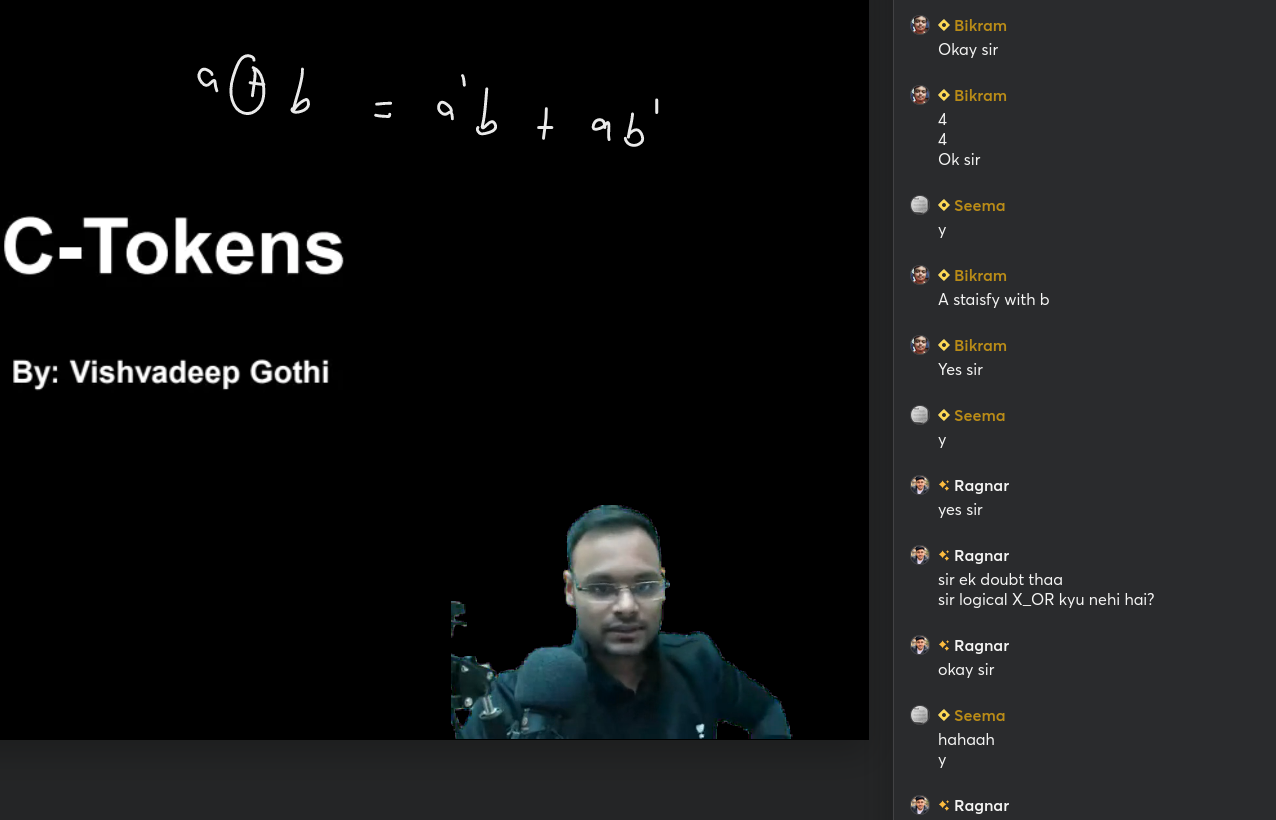 a ⊕ b = a'b + ab'
C-Tokens
By: Vishvadeep Gothi
Bikram
Okay sir
Bikram
4
4
Ok sir
Seema
y
Bikram
A staisfy with b
Bikram
Yes sir
Seema
y
Ragnar
yes sir
Ragnar
sir ek doubt thaa
sir logical X_OR kyu nehi hai?
Ragnar
okay sir
Seema
hahaah
y
Ragnar